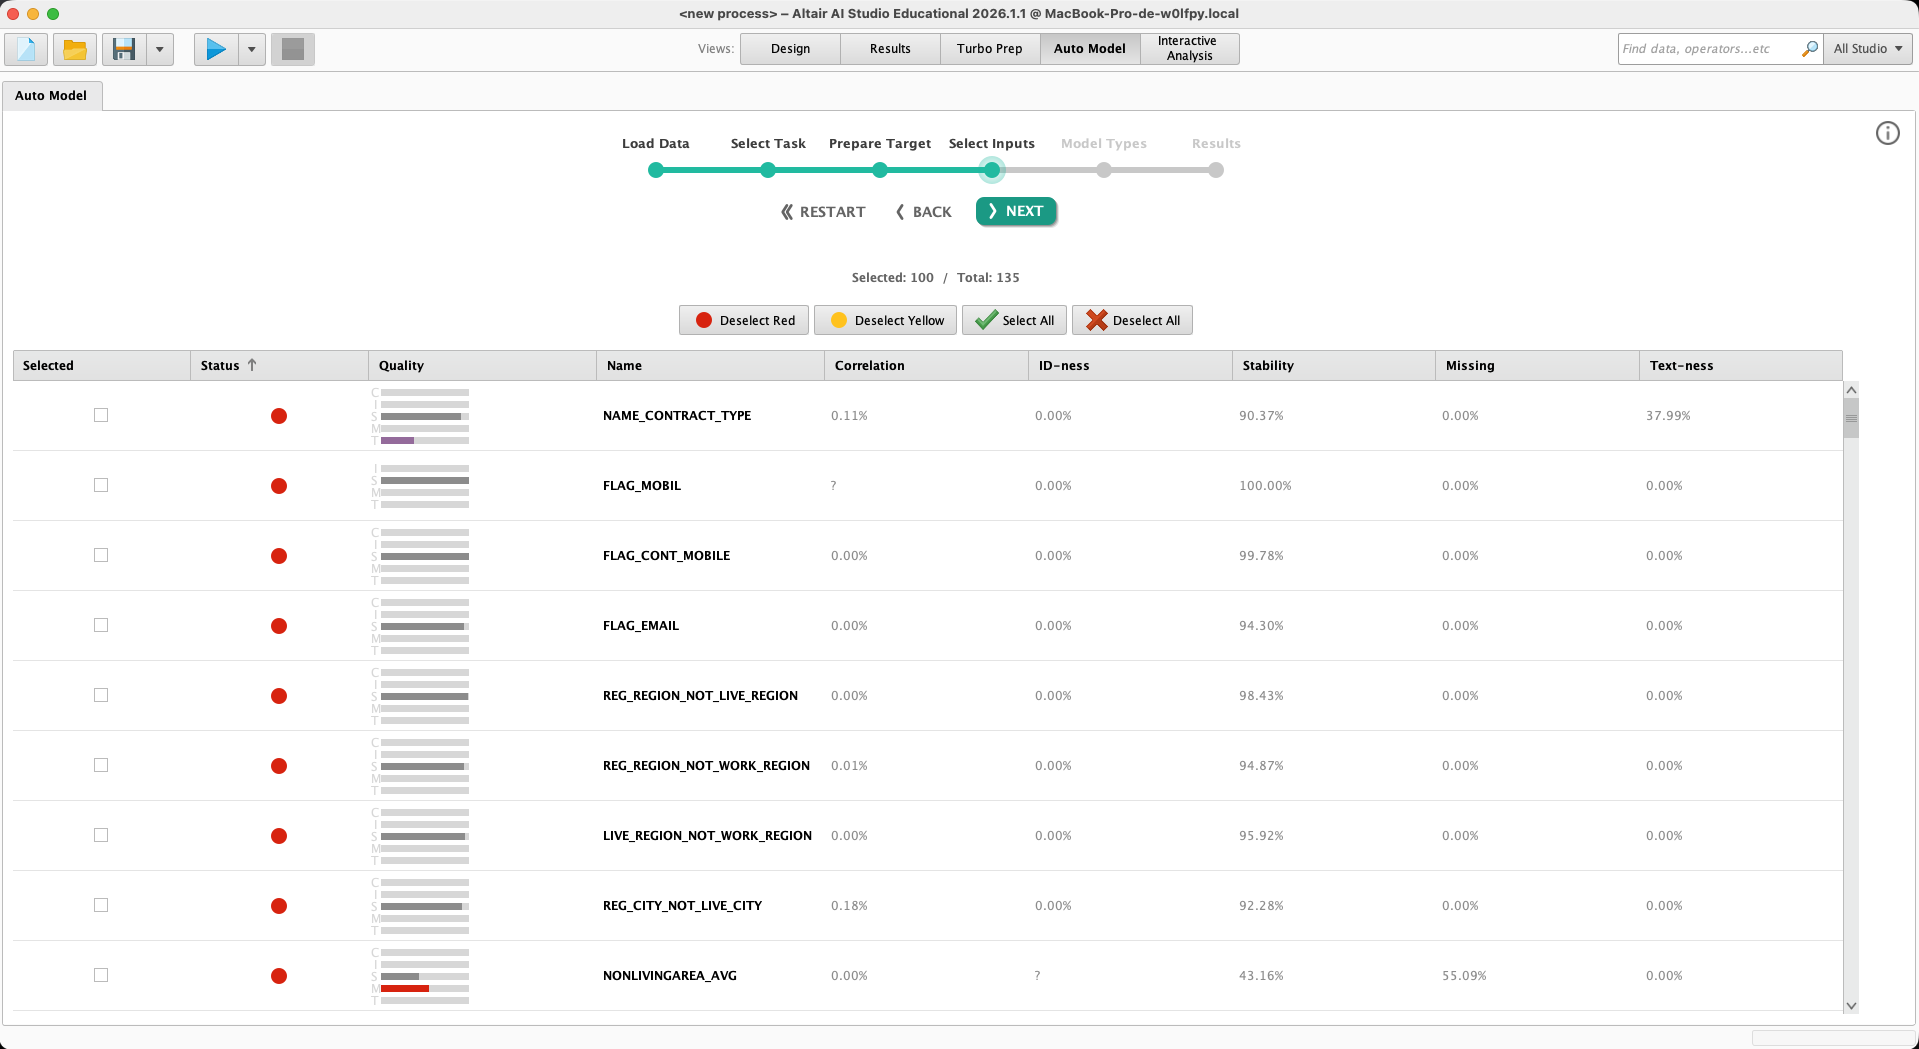 <new process> – Altair AI Studio Educational 2026.1.1 @ MacBook-Pro-de-w0lfpy.local
Views: Design Results Turbo Prep Auto Model Interactive Analysis
Find data, operators...etc All Studio
Auto Model
Load Data Select Task Prepare Target Select Inputs Model Types Results
RESTART BACK NEXT
Selected: 100 / Total: 135
Deselect Red Deselect Yellow Select All Deselect All
Selected Status Quality Name Correlation ID-ness Stability Missing Text-ness
C I S M T NAME_CONTRACT_TYPE 0.11% 0.00% 90.37% 0.00% 37.99%
I S M T FLAG_MOBIL ? 0.00% 100.00% 0.00% 0.00%
C I S M T FLAG_CONT_MOBILE 0.00% 0.00% 99.78% 0.00% 0.00%
C I S M T FLAG_EMAIL 0.00% 0.00% 94.30% 0.00% 0.00%
C I S M T REG_REGION_NOT_LIVE_REGION 0.00% 0.00% 98.43% 0.00% 0.00%
C I S M T REG_REGION_NOT_WORK_REGION 0.01% 0.00% 94.87% 0.00% 0.00%
C I S M T LIVE_REGION_NOT_WORK_REGION 0.00% 0.00% 95.92% 0.00% 0.00%
C I S M T REG_CITY_NOT_LIVE_CITY 0.18% 0.00% 92.28% 0.00% 0.00%
C I S M T NONLIVINGAREA_AVG 0.00% ? 43.16% 55.09% 0.00%